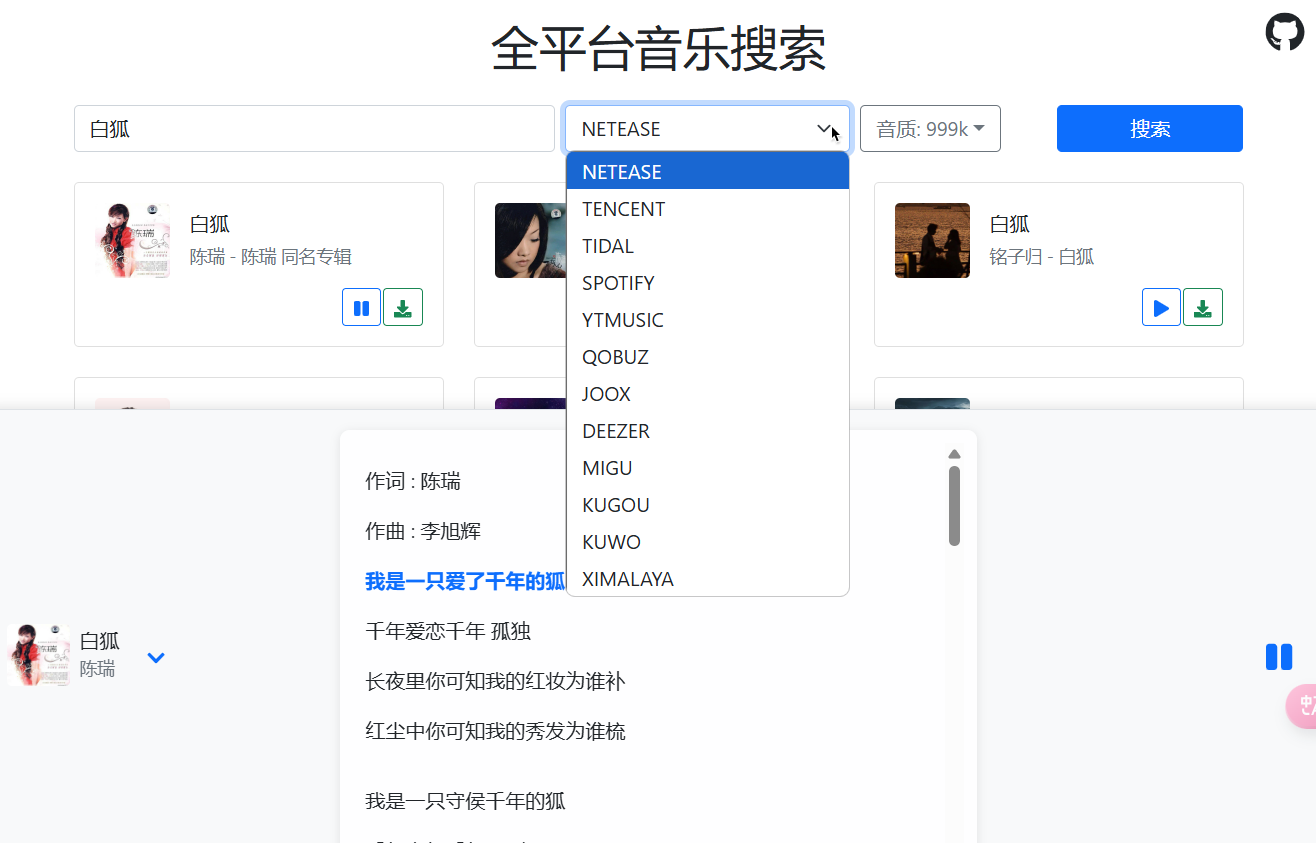 全平台音乐搜索
白狐
NETEASE
音质: 999k
搜索
NETEASE
TENCENT
TIDAL
SPOTIFY
YTMUSIC
QOBUZ
JOOX
DEEZER
MIGU
KUGOU
KUWO
XIMALAYA
白狐
陈瑞 - 陈瑞 同名专辑
白狐
铭子归 - 白狐
作词 : 陈瑞
作曲 : 李旭辉
我是一只爱了千年的狐
千年爱恋千年 孤独
长夜里你可知我的红妆为谁补
红尘中你可知我的秀发为谁梳
我是一只守侯千年的狐
白狐
陈瑞